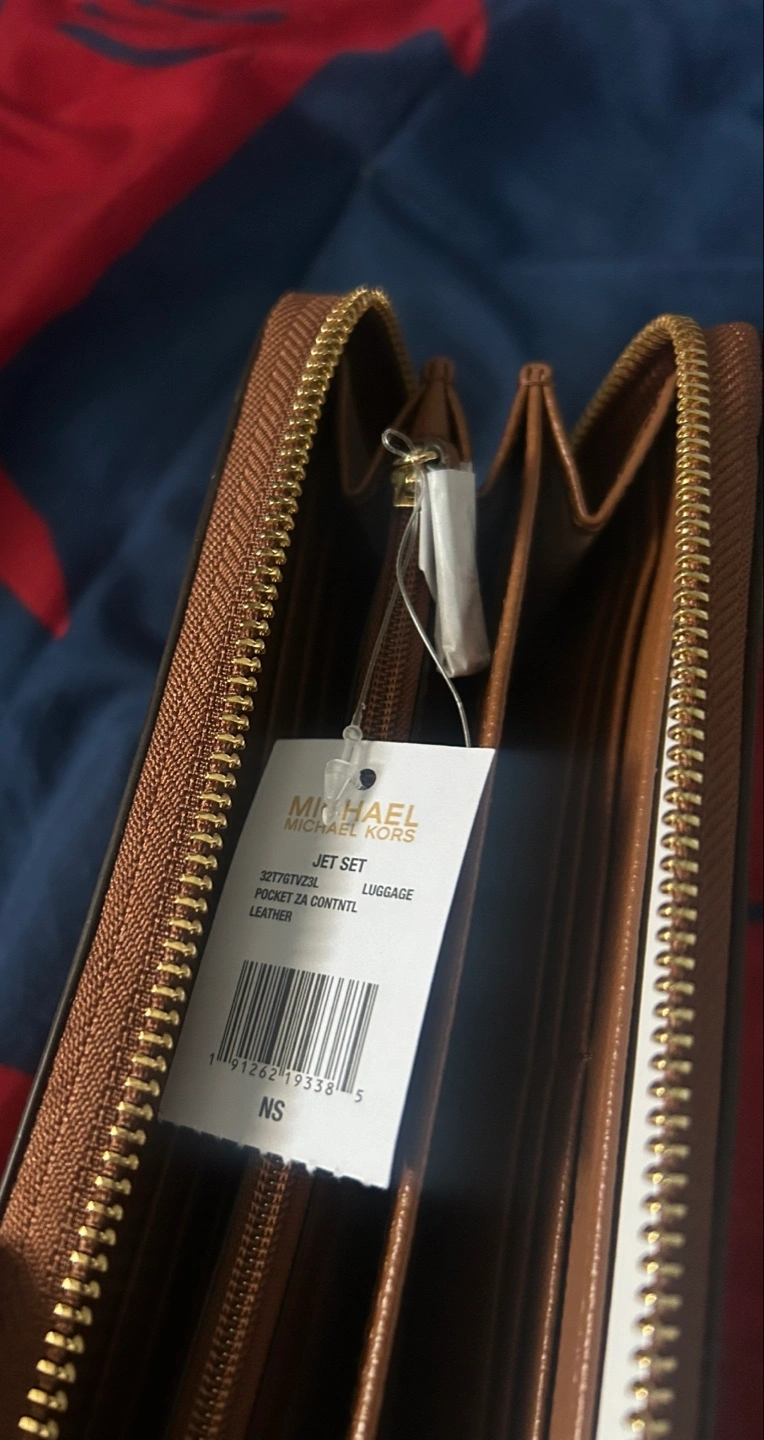 MICHAEL
MICHAEL KORS
JET SET
32T7GTVZ3L LUGGAGE
POCKET ZA CONTNTL
LEATHER
1 91262 19338 5
NS